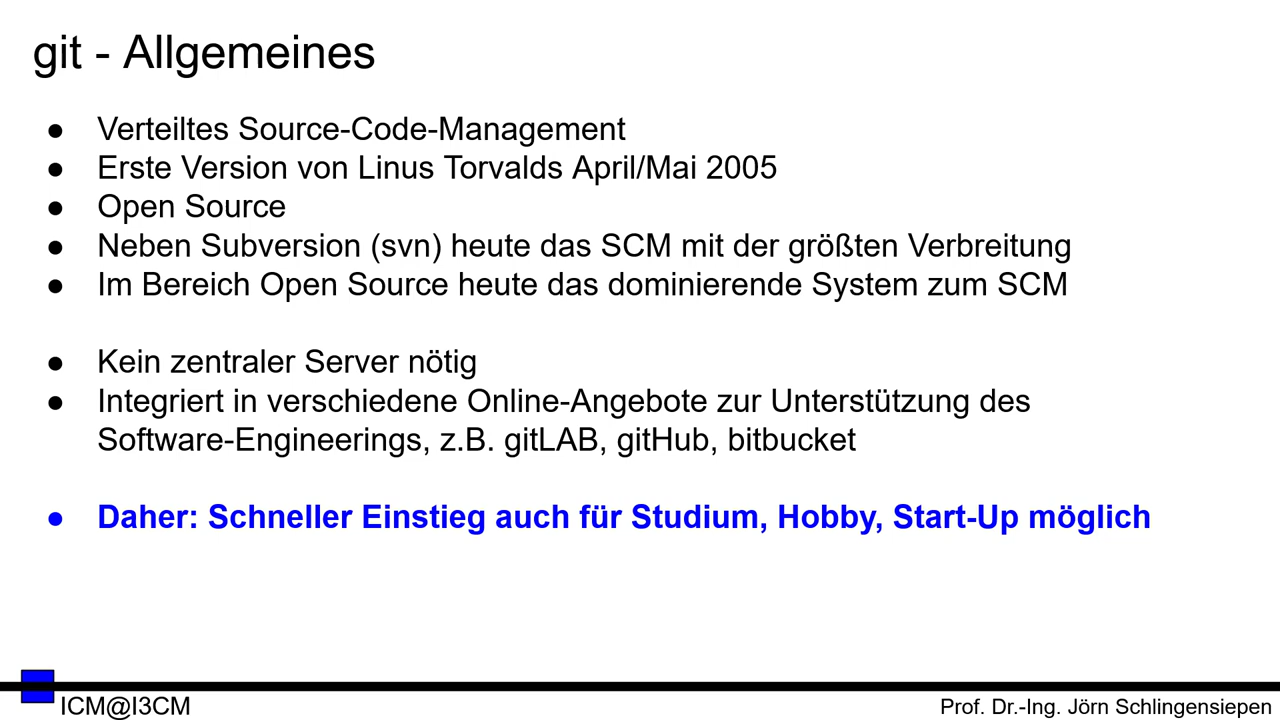 git - Allgemeines
● Verteiltes Source-Code-Management
● Erste Version von Linus Torvalds April/Mai 2005
● Open Source
● Neben Subversion (svn) heute das SCM mit der größten Verbreitung
● Im Bereich Open Source heute das dominierende System zum SCM
● Kein zentraler Server nötig
● Integriert in verschiedene Online-Angebote zur Unterstützung des
Software-Engineerings, z.B. gitLAB, gitHub, bitbucket
● Daher: Schneller Einstieg auch für Studium, Hobby, Start-Up möglich
ICM@I3CM
Prof. Dr.-Ing. Jörn Schlingensiepen